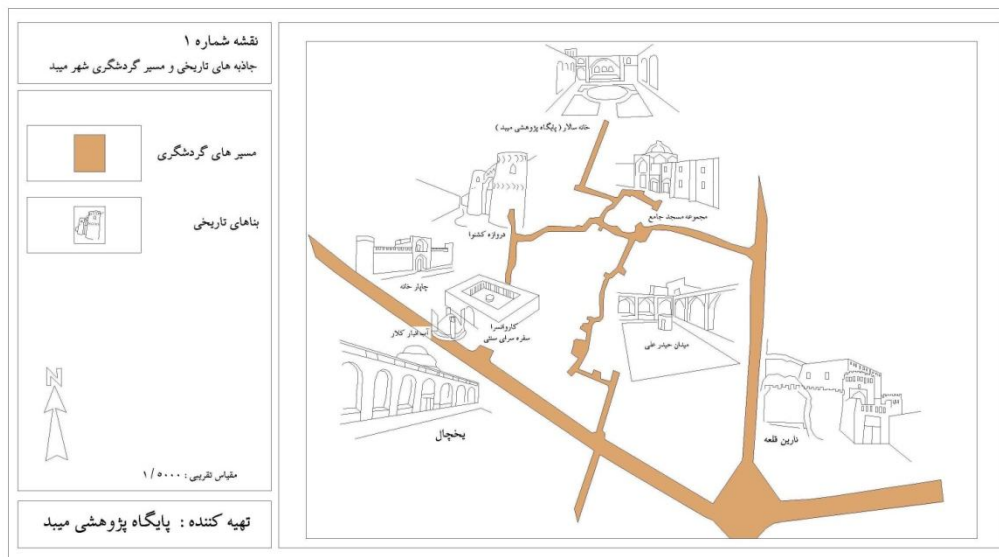 نقشه شماره ۱
جاذبه های تاریخی و مسیر گردشگری شهر میبد
مسیر های گردشگری
بناهای تاریخی
N
مقیاس تقریبی : ۵۰۰۰ / ۱
تهیه کننده : پایگاه پژوهشی میبد
خانه سالار ( پایگاه پژوهشی میبد )
مجموعه مسجد جامع
دروازه کشنوا
چاپار خانه
کاروانسرا
سفره سرای سنتی
آب انبار کلار
میدان حیدر علی
یخچال
نارین قلعه